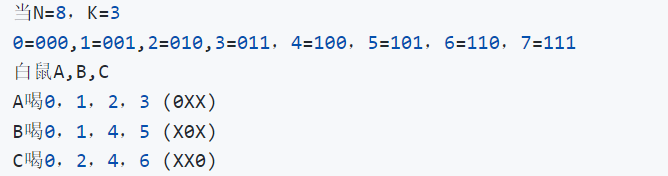 当N=8，K=3
0=000,1=001,2=010,3=011，4=100，5=101，6=110，7=111
白鼠A,B,C
A喝0，1，2，3 (0XX)
B喝0，1，4，5 (X0X)
C喝0，2，4，6 (XX0)